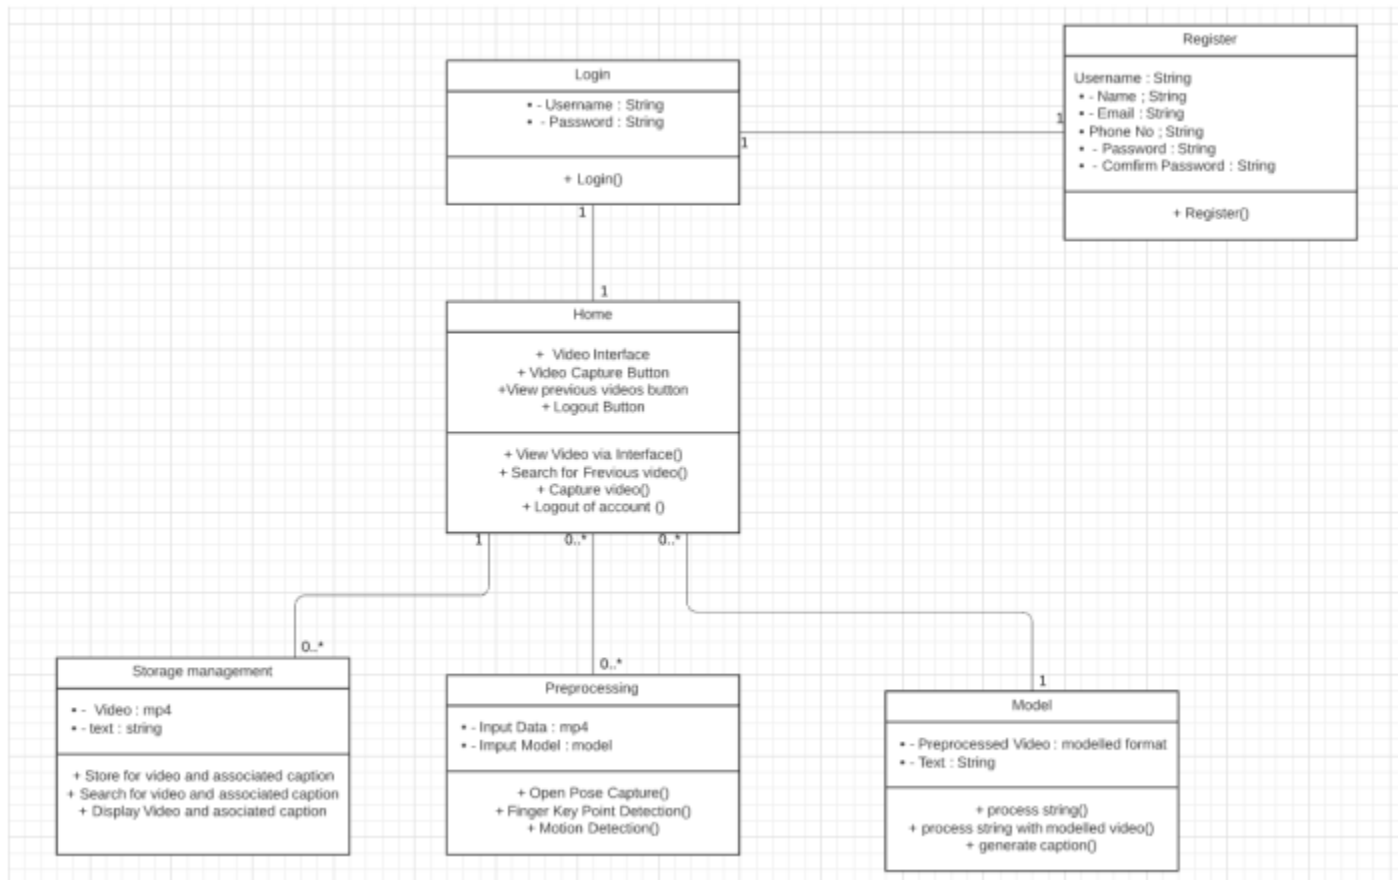 Register
Username : String
• - Name ; String
• - Email : String
• Phone No ; String
• - Password : String
• - Comfirm Password : String
+ Register()
Login
• - Username : String
• - Password : String
+ Login()
1
1
1
1
Home
+ Video Interface
+ Video Capture Button
+View previous videos button
+ Logout Button
+ View Video via Interface()
+ Search for Frevious video()
+ Capture video()
+ Logout of account ()
1
0..*
0..*
0..*
0..*
1
Storage management
• - Video : mp4
• - text : string
+ Store for video and associated caption
+ Search for video and associated caption
+ Display Video and asociated caption
Preprocessing
• - Input Data : mp4
• - Imput Model : model
+ Open Pose Capture()
+ Finger Key Point Detection()
+ Motion Detection()
Model
• - Preprocessed Video : modelled format
• - Text : String
+ process string()
+ process string with modelled video()
+ generate caption()